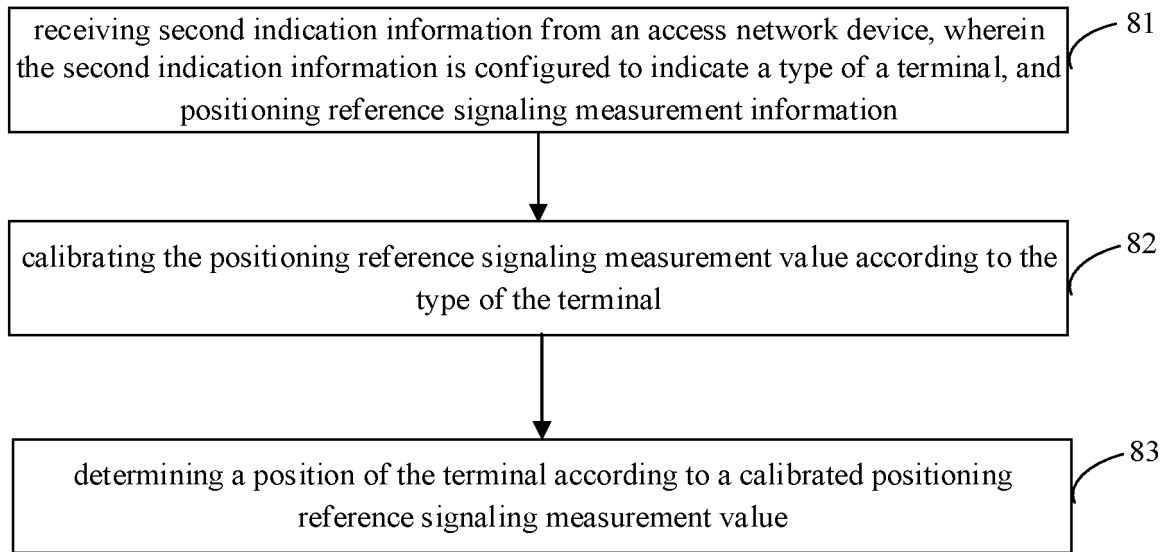 receiving second indication information from an access network device, wherein
the second indication information is configured to indicate a type of a terminal, and
positioning reference signaling measurement information
81
calibrating the positioning reference signaling measurement value according to the
type of the terminal
82
determining a position of the terminal according to a calibrated positioning
reference signaling measurement value
83